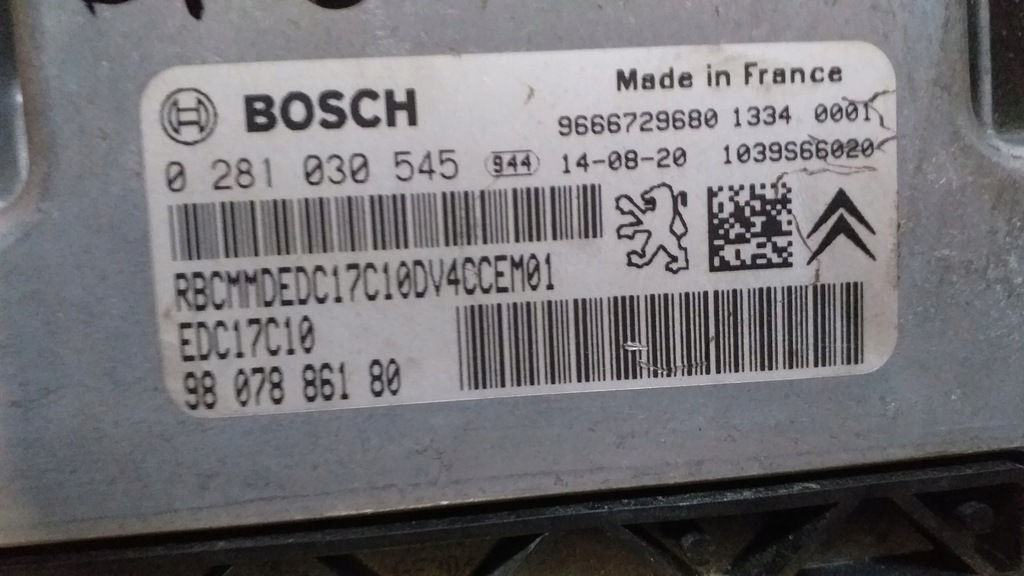 Made in France
BOSCH
9666729680 1334 0001
0 281 030 545 944 14-08-20 1039S66020
RBCMMDEDC17C10DV4CCEM01
EDC17C10
98 078 861 80